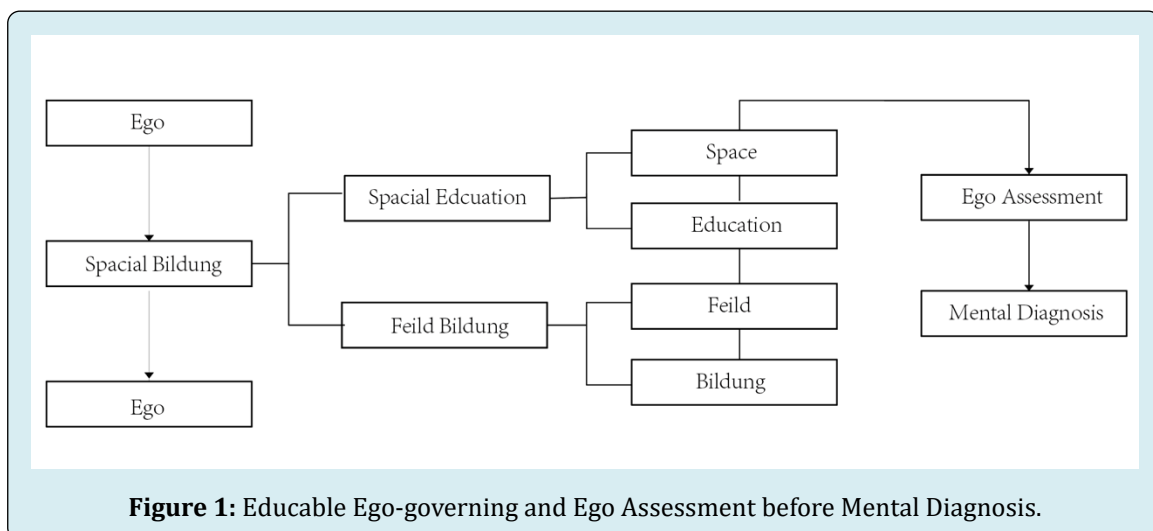 Ego
Spacial Bildung
Ego
Spacial Edcuation
Feild Bildung
Space
Education
Feild
Bildung
Ego Assessment
Mental Diagnosis
Figure 1: Educable Ego-governing and Ego Assessment before Mental Diagnosis.